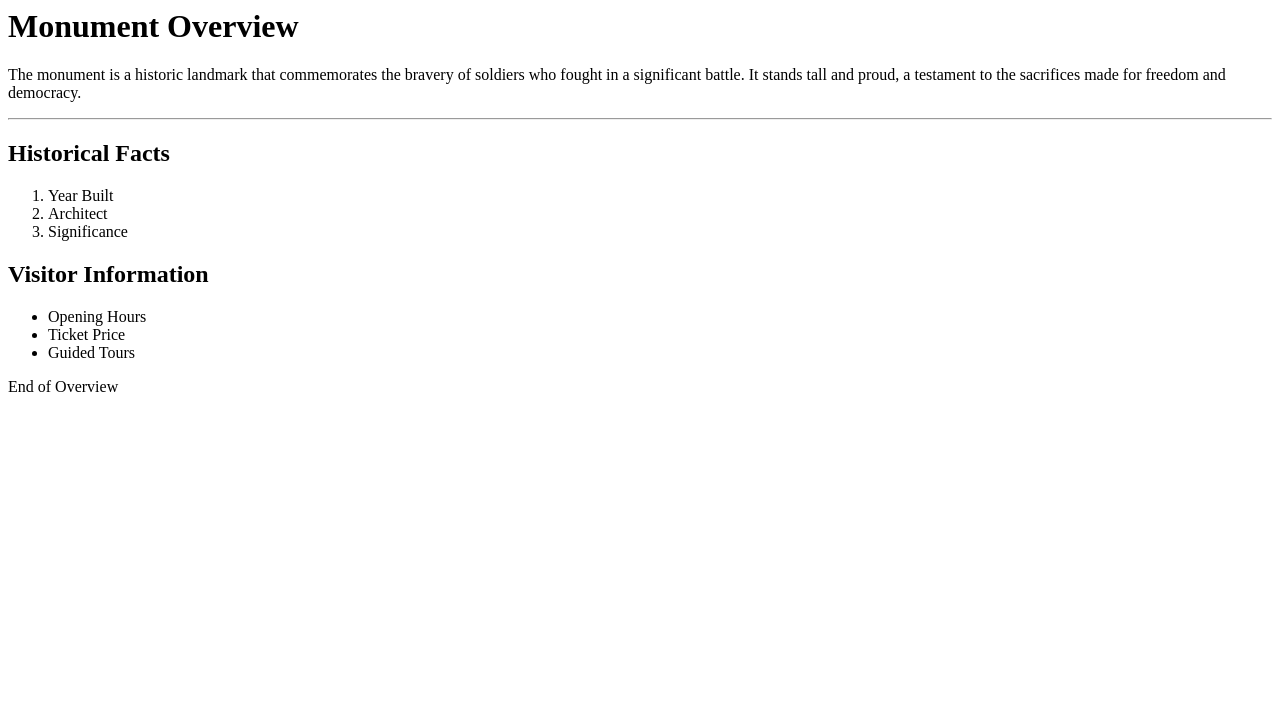 Monument Overview
The monument is a historic landmark that commemorates the bravery of soldiers who fought in a significant battle. It stands tall and proud, a testament to the sacrifices made for freedom and
democracy.
Historical Facts
1. Year Built
2. Architect
3. Significance
Visitor Information
• Opening Hours
• Ticket Price
• Guided Tours
End of Overview